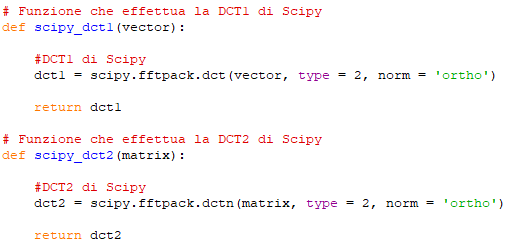 # Funzione che effettua la DCT1 di Scipy
def scipy_dct1(vector):
#DCT1 di Scipy
dct1 = scipy.fftpack.dct(vector, type = 2, norm = 'ortho')
return dct1
# Funzione che effettua la DCT2 di Scipy
def scipy_dct2(matrix):
#DCT2 di Scipy
dct2 = scipy.fftpack.dctn(matrix, type = 2, norm = 'ortho')
return dct2